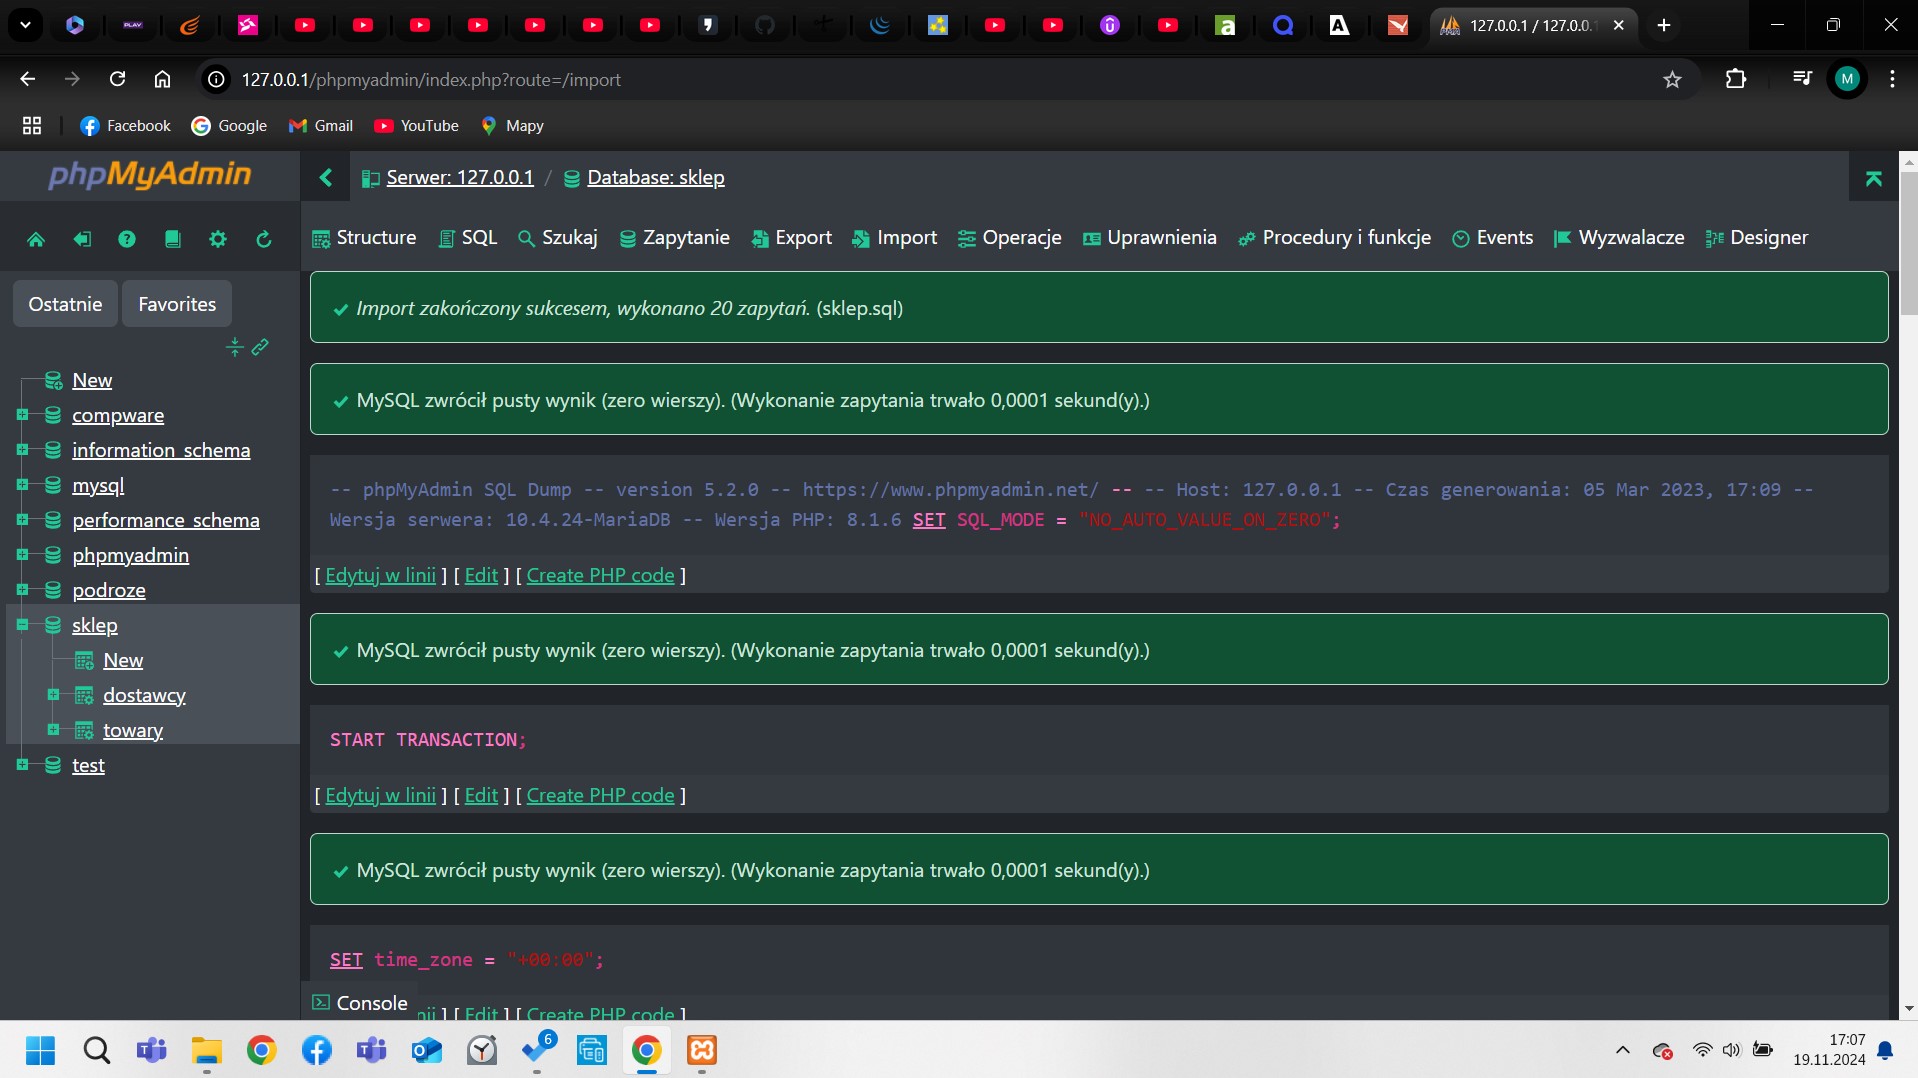 PLAY
127.0.0.1 / 127.0.0.1
127.0.0.1/phpmyadmin/index.php?route=/import
M
Facebook
Google
Gmail
YouTube
Mapy
phpMyAdmin
Serwer: 127.0.0.1 / Database: sklep
Structure
SQL
Szukaj
Zapytanie
Export
Import
Operacje
Uprawnienia
Procedury i funkcje
Events
Wyzwalacze
Designer
Ostatnie
Favorites
New
compware
information_schema
mysql
performance_schema
phpmyadmin
podroze
sklep
New
dostawcy
towary
test
Import zakończony sukcesem, wykonano 20 zapytań. (sklep.sql)
MySQL zwrócił pusty wynik (zero wierszy). (Wykonanie zapytania trwało 0,0001 sekund(y).)
-- phpMyAdmin SQL Dump -- version 5.2.0 -- https://www.phpmyadmin.net/ -- -- Host: 127.0.0.1 -- Czas generowania: 05 Mar 2023, 17:09 --
Wersja serwera: 10.4.24-MariaDB -- Wersja PHP: 8.1.6 SET SQL_MODE = "NO_AUTO_VALUE_ON_ZERO";
[ Edytuj w linii ] [ Edit ] [ Create PHP code ]
MySQL zwrócił pusty wynik (zero wierszy). (Wykonanie zapytania trwało 0,0001 sekund(y).)
START TRANSACTION;
[ Edytuj w linii ] [ Edit ] [ Create PHP code ]
MySQL zwrócił pusty wynik (zero wierszy). (Wykonanie zapytania trwało 0,0001 sekund(y).)
SET time_zone = "+00:00";
Console
nii ] [ Edit ] [ Create PHP code ]
6
17:07
19.11.2024